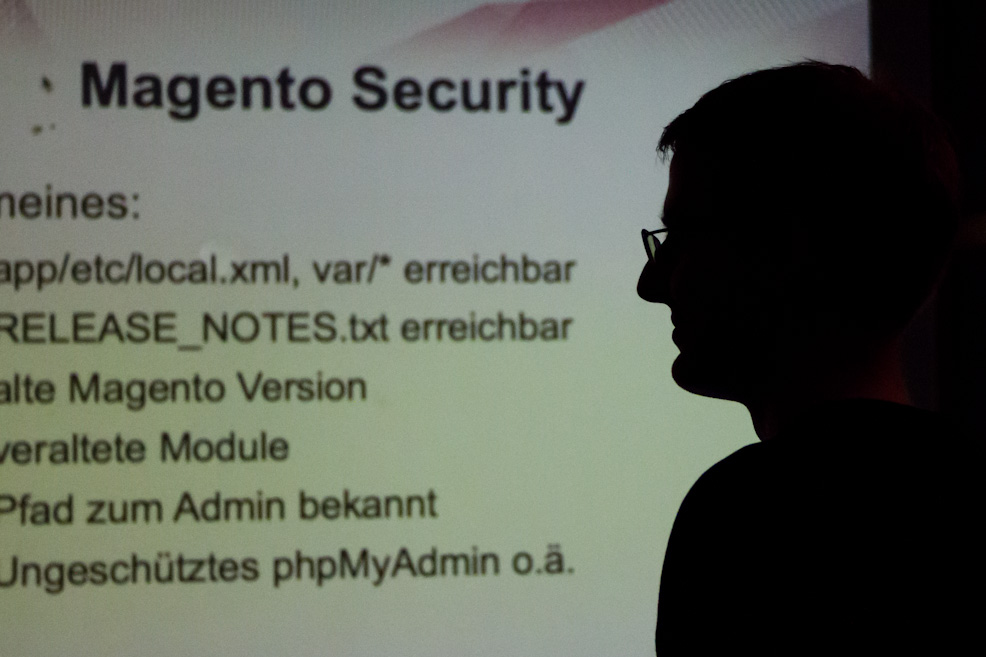 Magento Security
neines:
app/etc/local.xml, var/* erreichbar
RELEASE_NOTES.txt erreichbar
alte Magento Version
veraltete Module
Pfad zum Admin bekannt
Ungeschütztes phpMyAdmin o.ä.